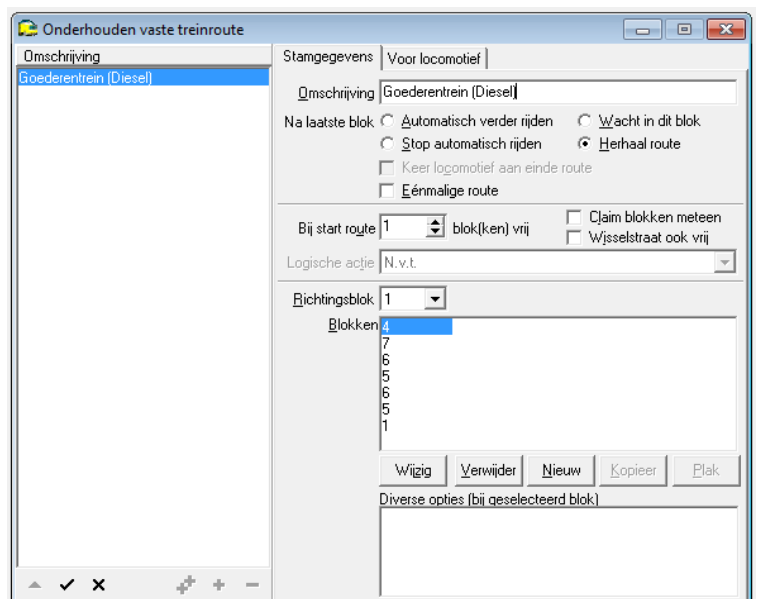 Onderhouden vaste treinroute
Omschrijving
Goederentrein (Diesel)
Stamgegevens Voor locomotief
Omschrijving Goederentrein (Diesel)
Na laatste blok Automatisch verder rijden Wacht in dit blok
Stop automatisch rijden Herhaal route
Keer locomotief aan einde route
Eénmalige route
Bij start route 1 blok(ken) vrij Claim blokken meteen
Wisselstraat ook vrij
Logische actie N.v.t.
Richtingsblok 1
Blokken 4
7
6
5
6
5
1
Wijzig Verwijder Nieuw Kopieer Plak
Diverse opties (bij geselecteerd blok)